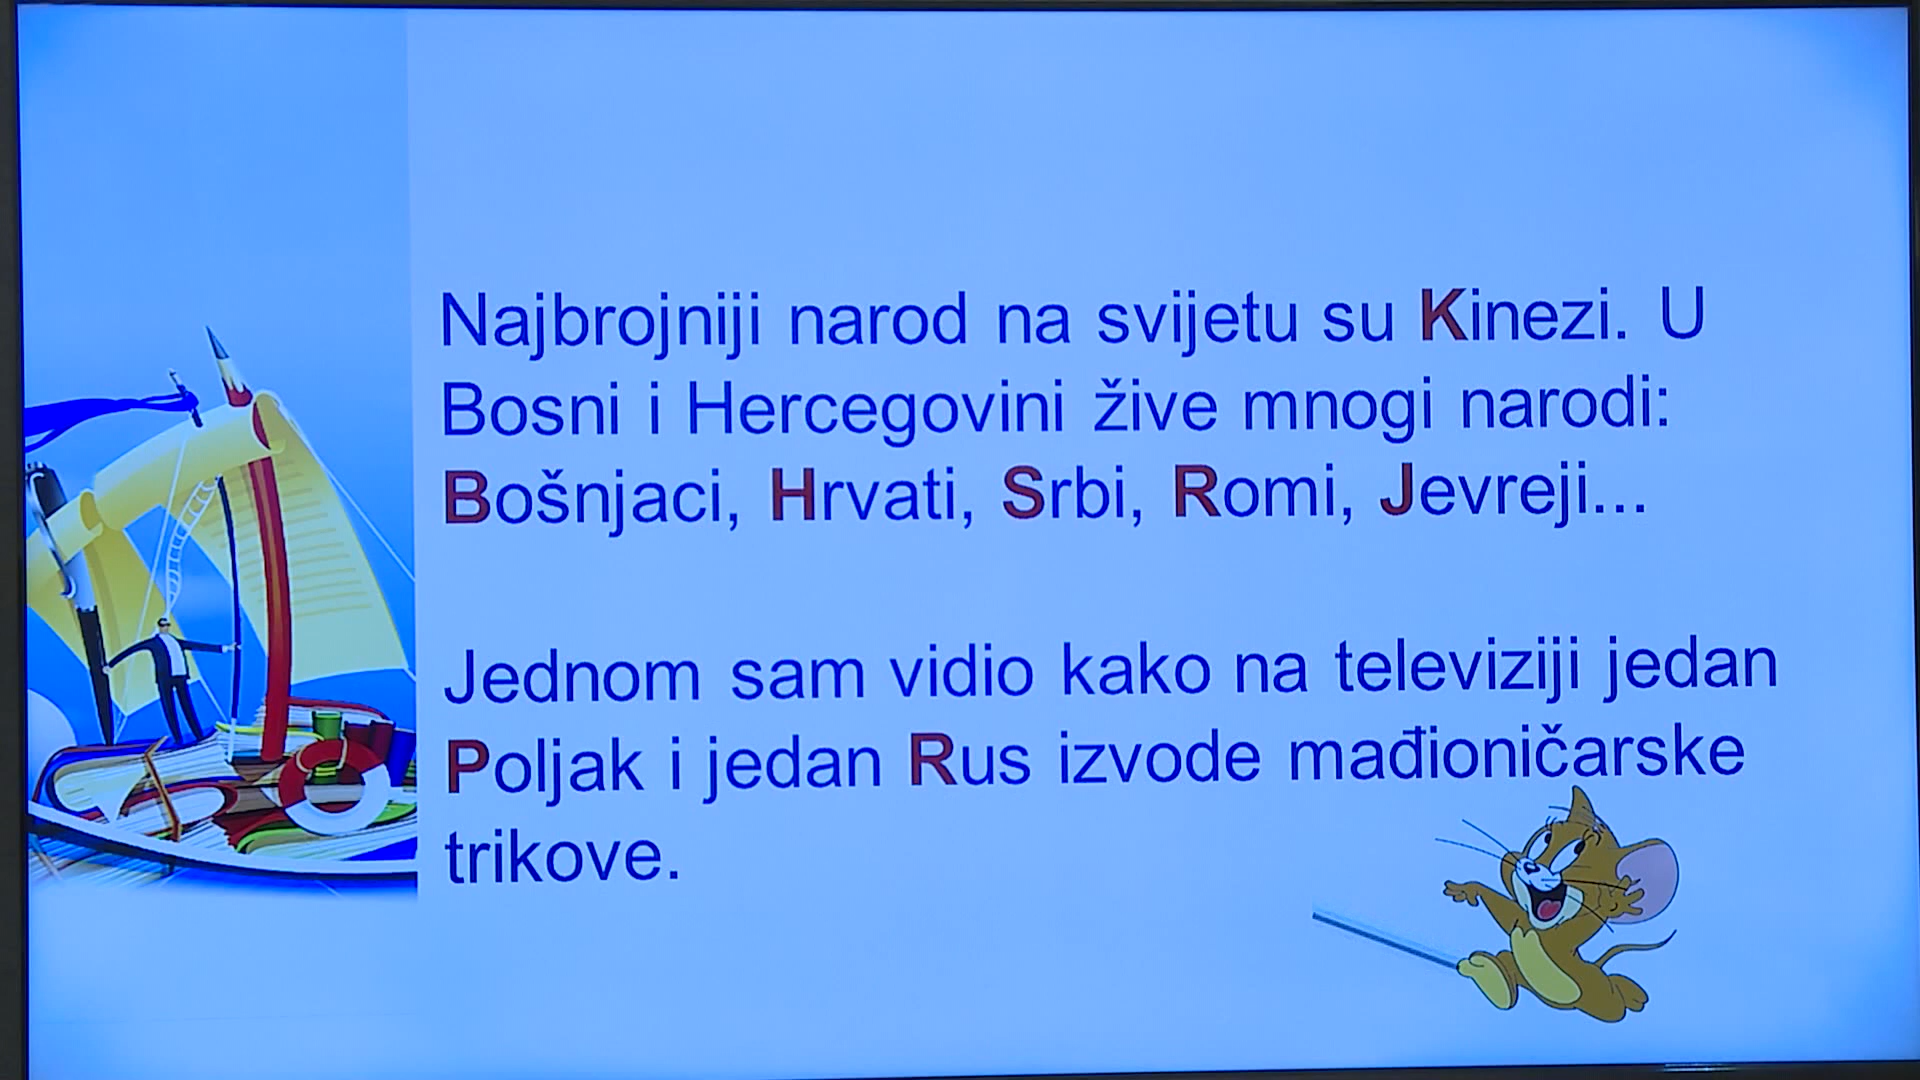 Najbrojniji narod na svijetu su Kinezi. U
Bosni i Hercegovini žive mnogi narodi:
Bošnjaci, Hrvati, Srbi, Romi, Jevreji...
Jednom sam vidio kako na televiziji jedan
Poljak i jedan Rus izvode mađioničarske
trikove.